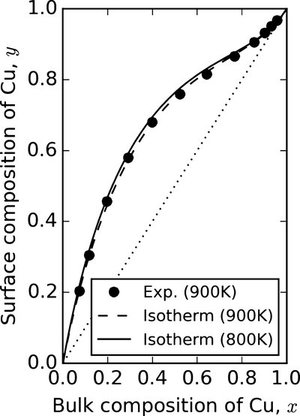 Surface composition of Cu, y
1.0
0.8
0.6
0.4
0.2
0.0
Exp. (900K)
Isotherm (900K)
Isotherm (800K)
0.0 0.2 0.4 0.6 0.8 1.0
Bulk composition of Cu, x